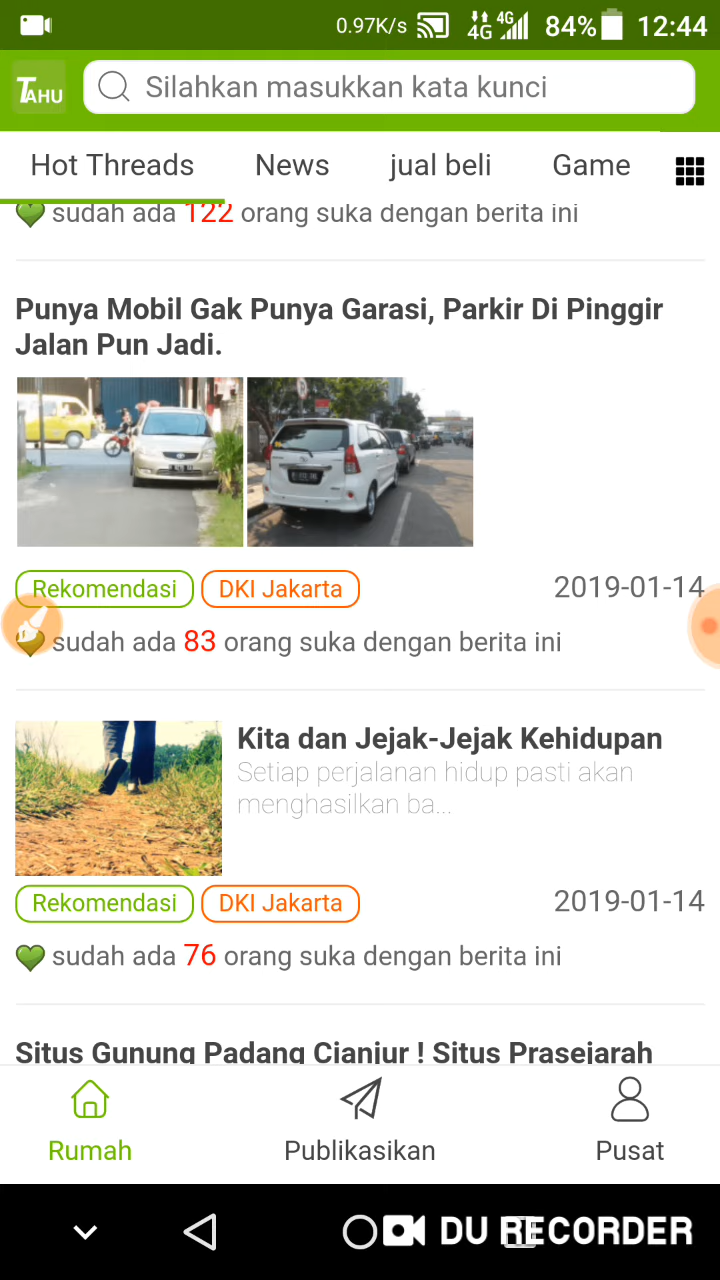 0.97K/s 4G 4G 84% 12:44
TAHU Silahkan masukkan kata kunci
Hot Threads News jual beli Game
sudah ada 122 orang suka dengan berita ini
Punya Mobil Gak Punya Garasi, Parkir Di Pinggir
Jalan Pun Jadi.
Rekomendasi DKI Jakarta 2019-01-14
sudah ada 83 orang suka dengan berita ini
Kita dan Jejak-Jejak Kehidupan
Setiap perjalanan hidup pasti akan
menghasilkan ba...
Rekomendasi DKI Jakarta 2019-01-14
sudah ada 76 orang suka dengan berita ini
Situs Gunung Padang Cianjur ! Situs Prasejarah
Rumah Publikasikan Pusat
DU RECORDER